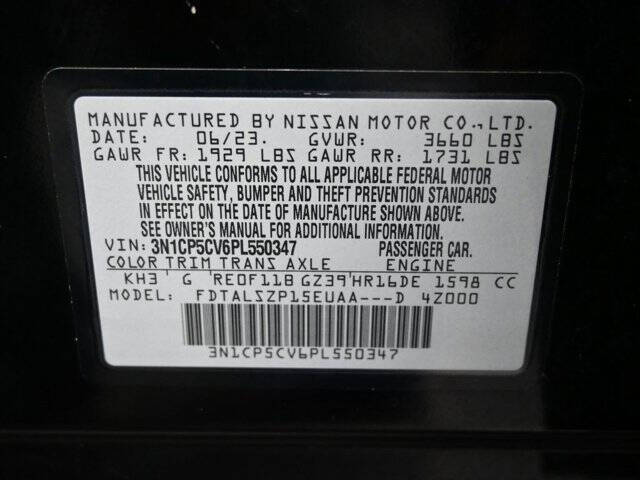 MANUFACTURED BY NISSAN MOTOR CO., LTD.
DATE: 06/23. GVWR: 3660 LBS
GAWR FR: 1929 LBS GAWR RR: 1731 LBS
THIS VEHICLE CONFORMS TO ALL APPLICABLE FEDERAL MOTOR
VEHICLE SAFETY, BUMPER AND THEFT PREVENTION STANDARDS
IN EFFECT ON THE DATE OF MANUFACTURE SHOWN ABOVE.
SEE OWNER'S MANUAL FOR ADDITIONAL INFORMATION.
VIN: 3N1CP5CV6PL550347 PASSENGER CAR.
COLOR TRIM TRANS AXLE ENGINE
KH3 G RE0F11B GZ39 HR16DE 1598 CC
FDTALSZP15EUAA---D 4Z000
3N1CP5CV6PL550347